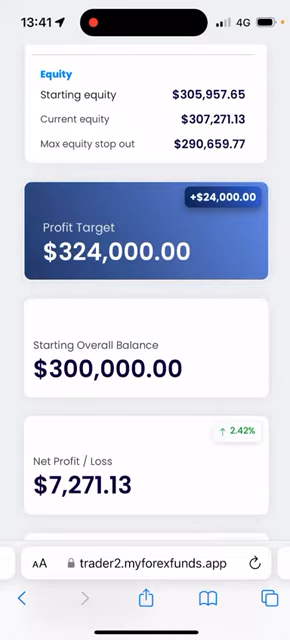 13:41
4G
Equity
Starting equity $305,957.65
Current equity $307,271.13
Max equity stop out $290,659.77
+$24,000.00
Profit Target
$324,000.00
Starting Overall Balance
$300,000.00
↑ 2.42%
Net Profit / Loss
$7,271.13
AA trader2.myforexfunds.app